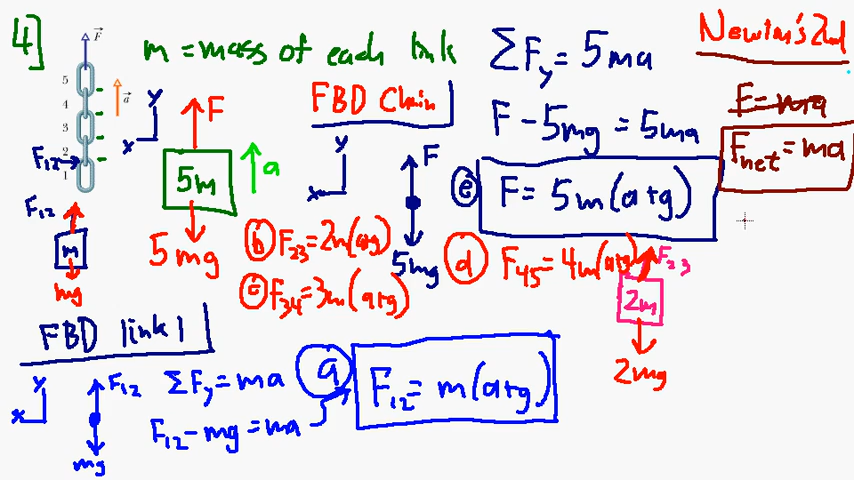 4]
m = mass of each link
ΣFy = 5ma
Newton's 2nd
F = ma
Fnet = ma
F - 5mg = 5ma
(e) F = 5m(a+g)
F
a
5
4
3
2
1
F12
F12
m
mg
y
x
F
5m
a
5mg
FBD Chain
y
x
F
5mg
(b) F23 = 2m(a+g)
(c) F34 = 3m(a+g)
(d) F45 = 4m(a+g)
F23
2m
2mg
FBD link 1
y
x
F12
mg
ΣFy = ma
F12 - mg = ma
(a) F12 = m(a+g)